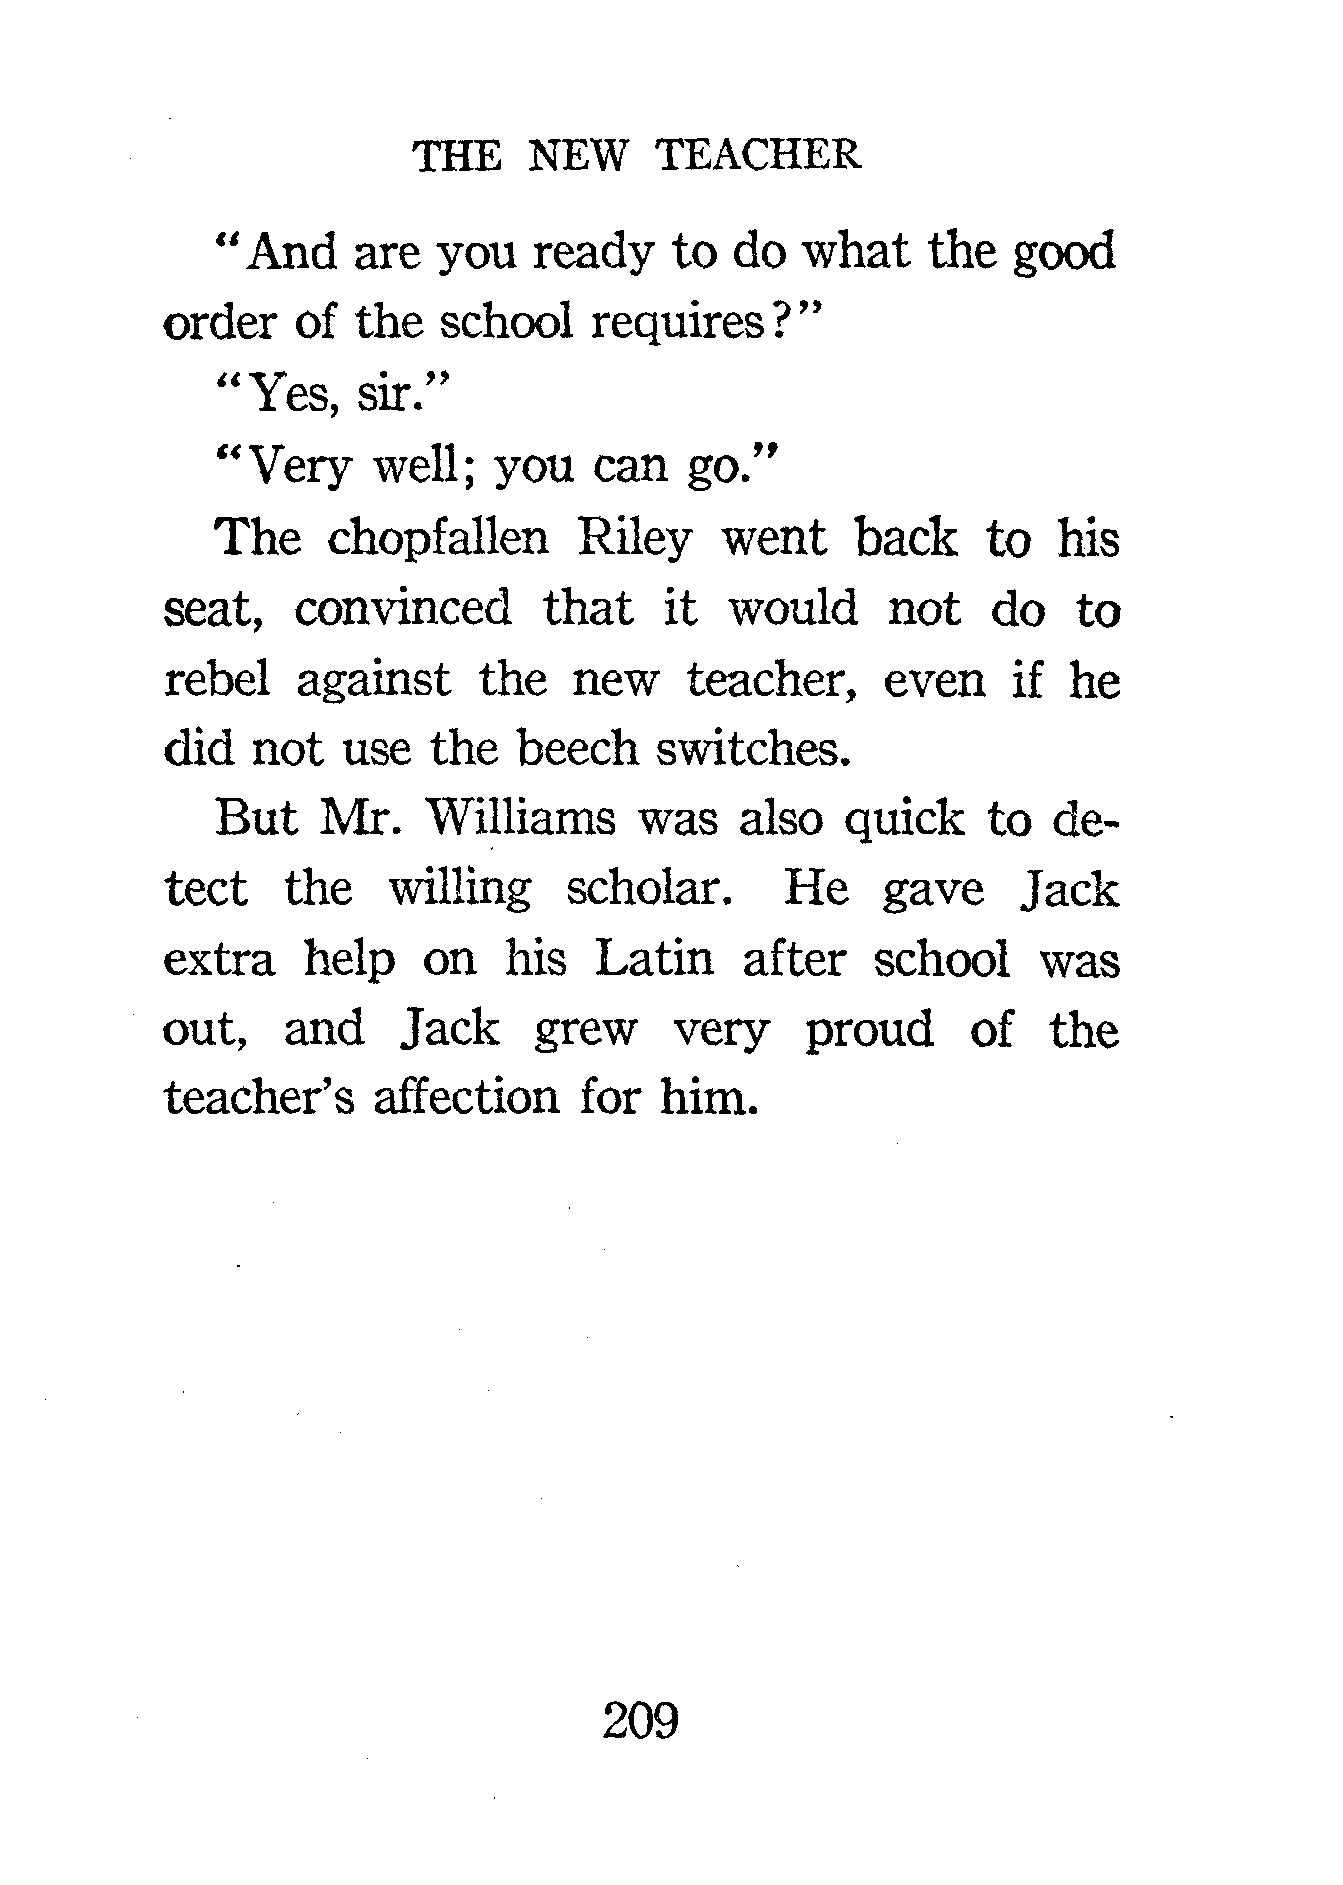 THE NEW TEACHER
“And are you ready to do what the good
order of the school requires?”
“Yes, sir.”
“Very well; you can go.”
The chopfallen Riley went back to his
seat, convinced that it would not do to
rebel against the new teacher, even if he
did not use the beech switches.
But Mr. Williams was also quick to de-
tect the willing scholar. He gave Jack
extra help on his Latin after school was
out, and Jack grew very proud of the
teacher’s affection for him.
209